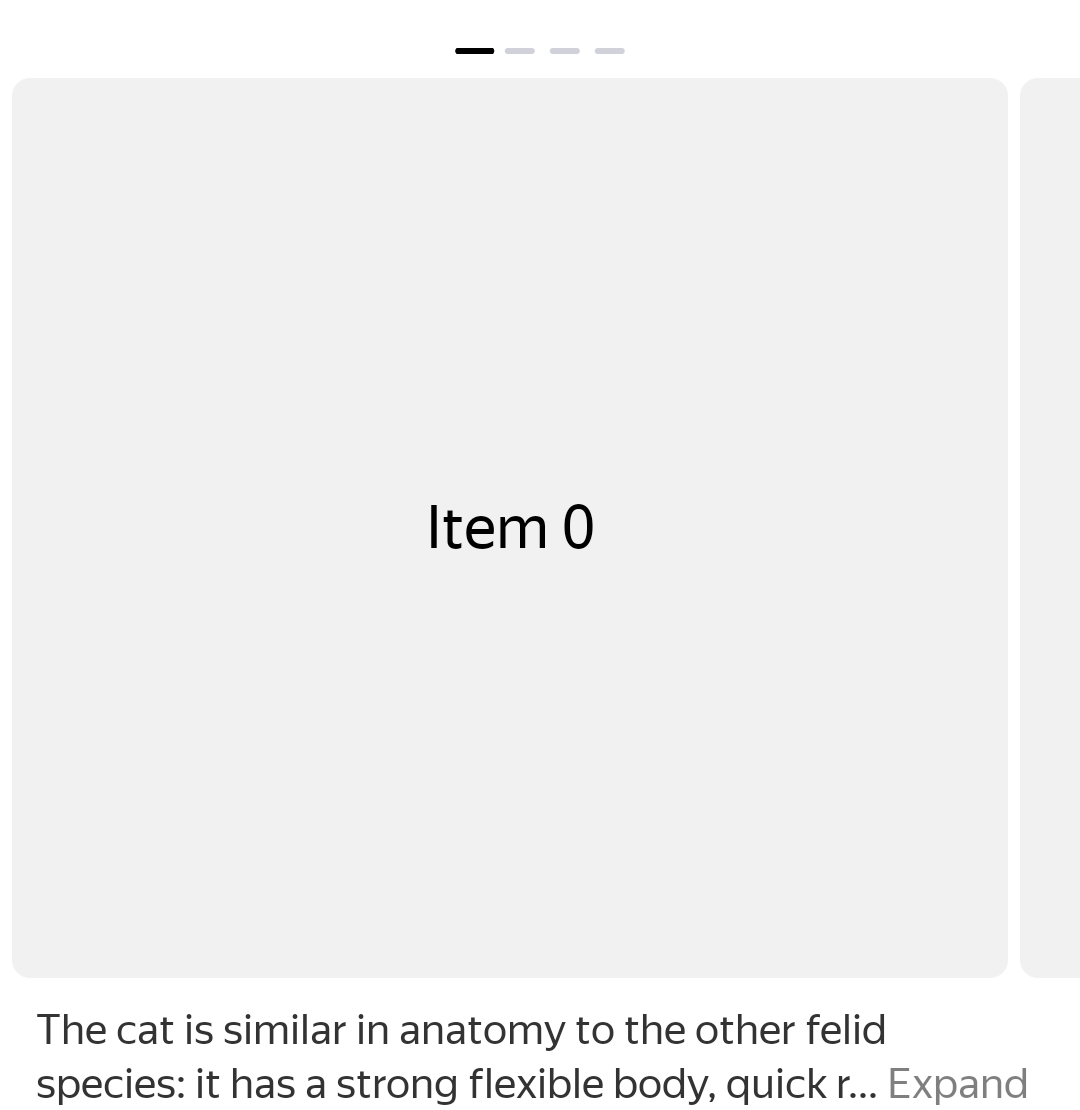 Item 0
The cat is similar in anatomy to the other felid
species: it has a strong flexible body, quick r... Expand